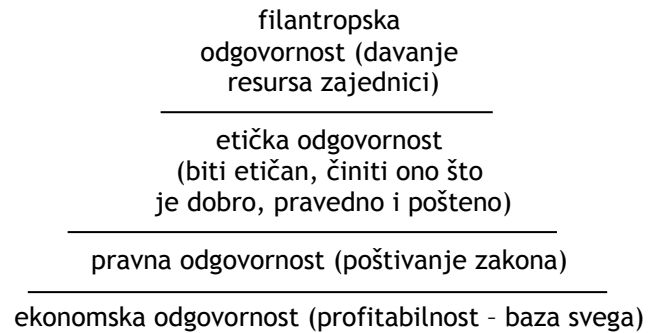 filantropska
odgovornost (davanje
resursa zajednici)
etička odgovornost
(biti etičan, činiti ono što
je dobro, pravedno i pošteno)
pravna odgovornost (poštivanje zakona)
ekonomska odgovornost (profitabilnost – baza svega)